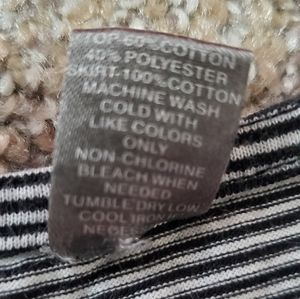 TOP-60% COTTON
40% POLYESTER
SKIRT-100% COTTON
MACHINE WASH
COLD WITH
LIKE COLORS
ONLY
NON-CHLORINE
BLEACH WHEN
NEEDED
TUMBLE DRY LOW
COOL IRON